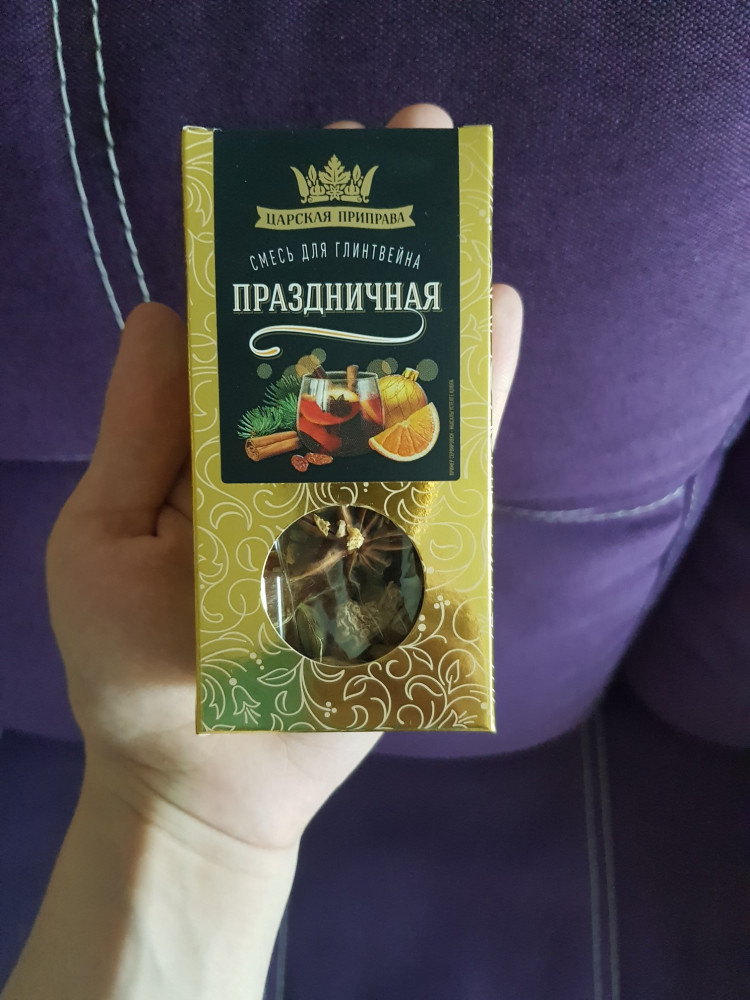 ЦАРСКАЯ ПРИПРАВА
СМЕСЬ ДЛЯ ГЛИНТВЕЙНА
ПРАЗДНИЧНАЯ